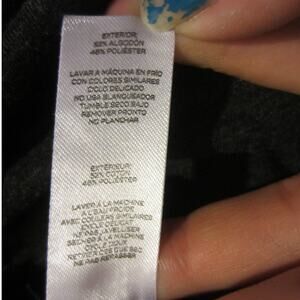 EXTERIOR:
52% ALGODÓN
48% POLIÉSTER
LAVAR A MÁQUINA EN FRÍO
CON COLORES SIMILARES
CICLO DELICADO
NO USA BLANQUEADOR
TUMBLE SECO BAJO
REMOVER PRONTO
NO PLANCHAR
EXTÉRIEUR:
52% COTON
48% POLYESTER
LAVER À LA MACHINE
À L'EAU FROIDE
AVEC COULEURS SIMILAIRES
CYCLE DÉLICAT
NE PAS
SÉCHER À LA MACHINE
CYCLE DOUX
SEC
NE PAS REPASSER